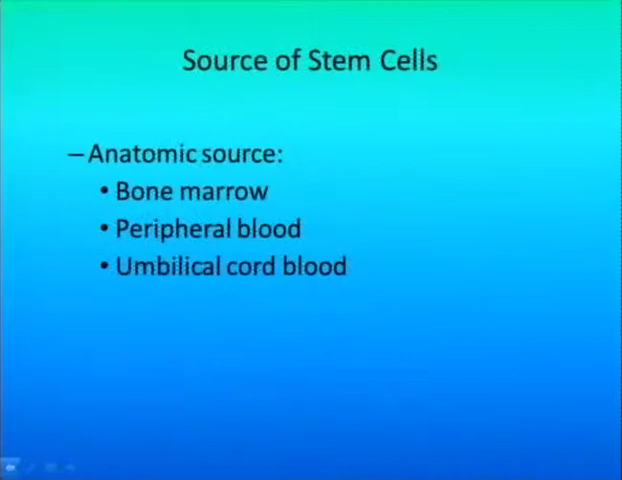 Source of Stem Cells
– Anatomic source:
• Bone marrow
• Peripheral blood
• Umbilical cord blood